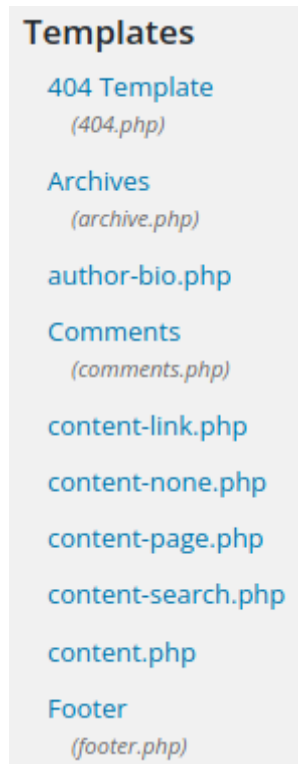 Templates
404 Template
(404.php)
Archives
(archive.php)
author-bio.php
Comments
(comments.php)
content-link.php
content-none.php
content-page.php
content-search.php
content.php
Footer
(footer.php)